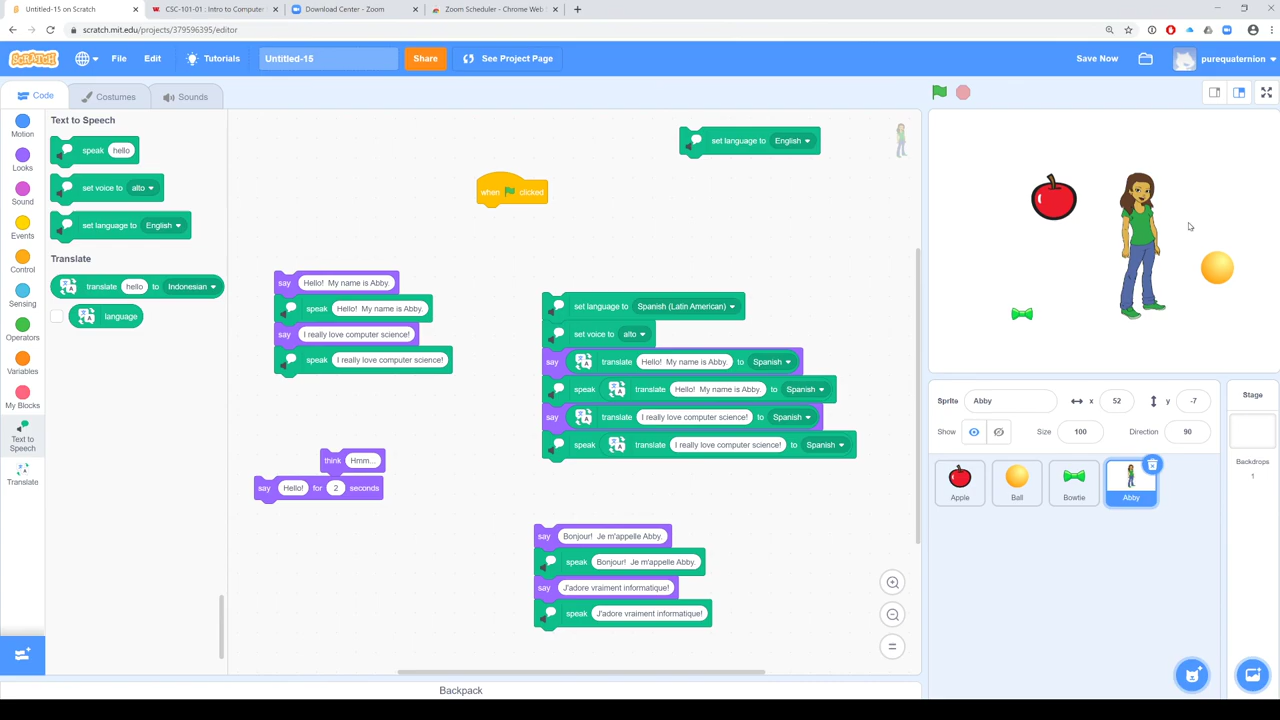 Untitled-15 on Scratch
CSC-101-01 : Intro to Computer
Download Center - Zoom
Zoom Scheduler - Chrome Web
scratch.mit.edu/projects/379596395/editor
SCRATCH
File
Edit
Tutorials
Untitled-15
Share
See Project Page
Save Now
purequaternion
Code
Costumes
Sounds
Motion
Looks
Sound
Events
Control
Sensing
Operators
Variables
My Blocks
Text to Speech
Translate
Text to Speech
speak hello
set voice to alto
set language to English
Translate
translate hello to Indonesian
language
set language to English
when clicked
say Hello! My name is Abby.
speak Hello! My name is Abby.
say I really love computer science!
speak I really love computer science!
set language to Spanish (Latin American)
set voice to alto
say translate Hello! My name is Abby. to Spanish
speak translate Hello! My name is Abby. to Spanish
say translate I really love computer science! to Spanish
speak translate I really love computer science! to Spanish
think Hmm...
say Hello! for 2 seconds
say Bonjour! Je m'appelle Abby.
speak Bonjour! Je m'appelle Abby.
say J'adore vraiment informatique!
speak J'adore vraiment informatique!
Backpack
Sprite Abby x 52 y -7
Show Size 100 Direction 90
Apple
Ball
Bowtie
Abby
Stage
Backdrops
1